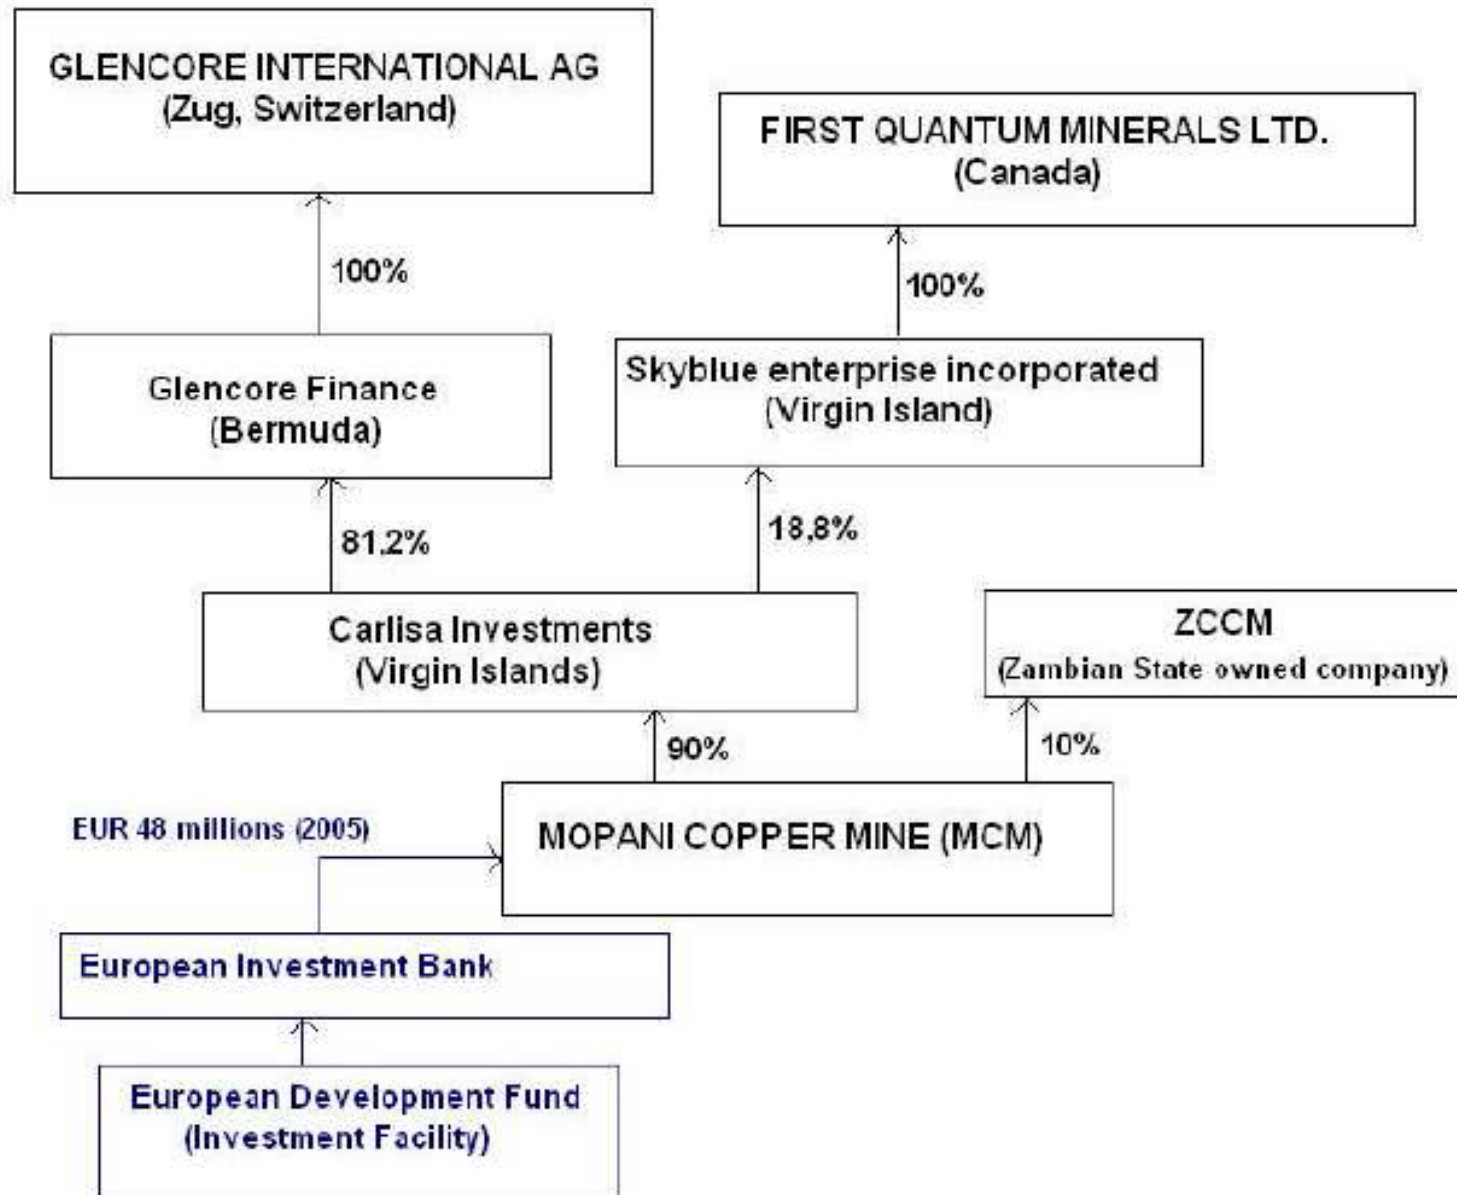 GLENCORE INTERNATIONAL AG
(Zug, Switzerland)
FIRST QUANTUM MINERALS LTD.
(Canada)
100%
100%
Glencore Finance
(Bermuda)
Skyblue enterprise incorporated
(Virgin Island)
81,2%
18,8%
Carlisa Investments
(Virgin Islands)
ZCCM
(Zambian State owned company)
90%
10%
EUR 48 millions (2005)
MOPANI COPPER MINE (MCM)
European Investment Bank
European Development Fund
(Investment Facility)